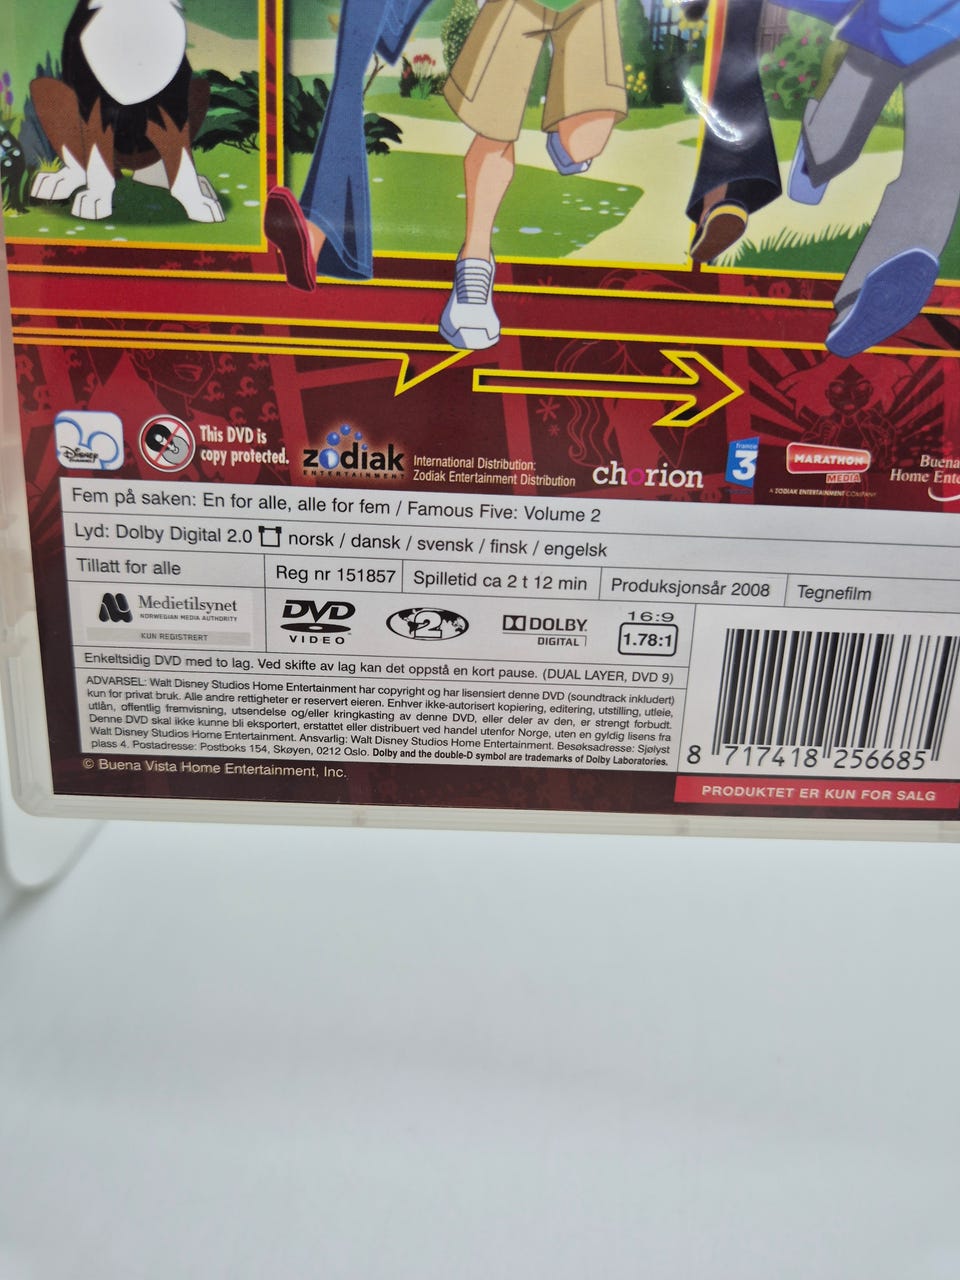 Disney
CHANNEL
This DVD is
copy protected.
zodiak
ENTERTAINMENT
International Distribution:
Zodiak Entertainment Distribution
chorion
france
3
MARATHON
MEDIA
A ZODIAK ENTERTAINMENT COMPANY
Buena
Home Ente
Fem på saken: En for alle, alle for fem / Famous Five: Volume 2
Lyd: Dolby Digital 2.0 norsk / dansk / svensk / finsk / engelsk
Tillatt for alle
Reg nr 151857
Spilletid ca 2 t 12 min
Produksjonsår 2008
Tegnefilm
Medietilsynet
NORWEGIAN MEDIA AUTHORITY
KUN REGISTRERT
DVD
VIDEO
2
DOLBY
DIGITAL
16:9
1.78:1
Enkeltsidig DVD med to lag. Ved skifte av lag kan det oppstå en kort pause. (DUAL LAYER, DVD 9)
ADVARSEL: Walt Disney Studios Home Entertainment har copyright og har lisensiert denne DVD (soundtrack inkludert)
kun for privat bruk. Alle andre rettigheter er reservert eieren. Enhver ikke-autorisert kopiering, editering, utstilling, utleie,
utlån, offentlig fremvisning, utsendelse og/eller kringkasting av denne DVD, eller deler av den, er strengt forbudt.
Denne DVD skal ikke kunne bli eksportert, erstattet eller distribuert ved handel utenfor Norge, uten en gyldig lisens fra
Walt Disney Studios Home Entertainment. Ansvarlig: Walt Disney Studios Home Entertainment. Besøksadresse: Sjølyst
plass 4. Postadresse: Postboks 154, Skøyen, 0212 Oslo. Dolby and the double-D symbol are trademarks of Dolby Laboratories.
8 717418 256685
© Buena Vista Home Entertainment, Inc.
PRODUKTET ER KUN FOR SALG